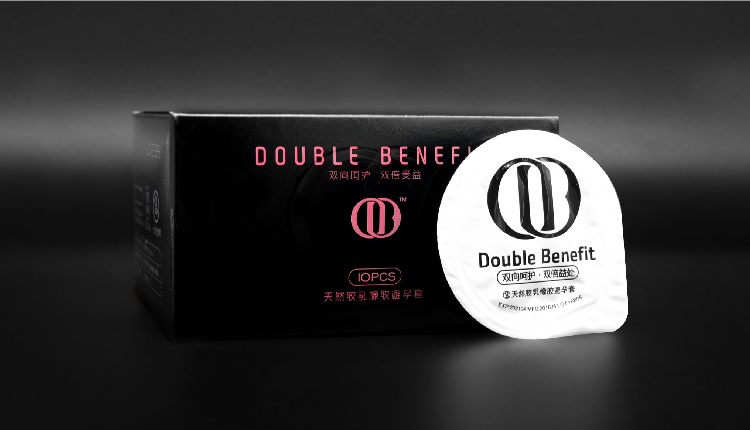 DOUBLE BENEFI
双向呵护 双倍受益
TM
10PCS
天然胶乳橡胶避孕套
Double Benefit
双向呵护·双倍益处
天然胶乳橡胶避孕套